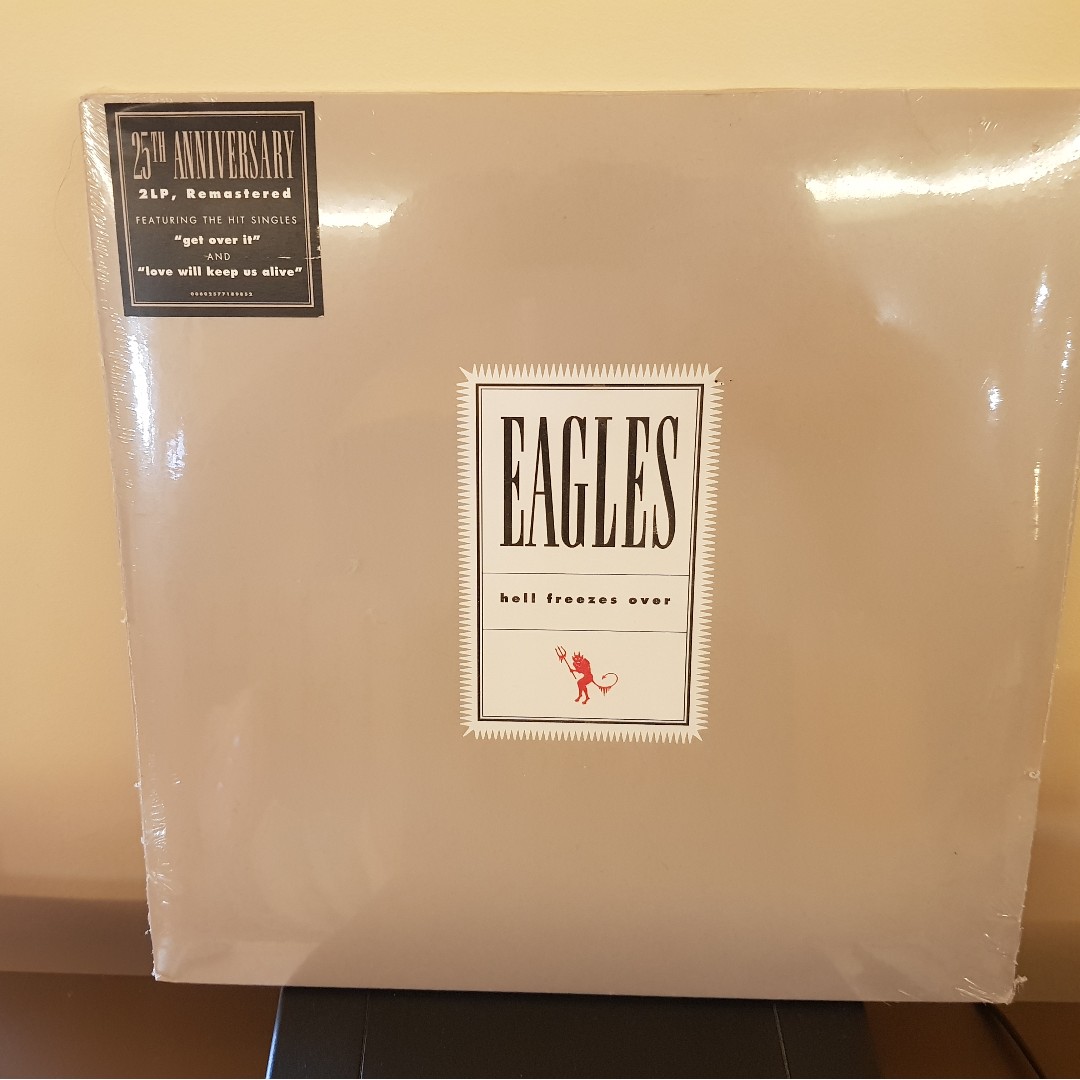 25TH ANNIVERSARY
2LP, Remastered
FEATURING THE HIT SINGLES
"get over it"
AND
"love will keep us alive"
00602577189852
EAGLES
hell freezes over